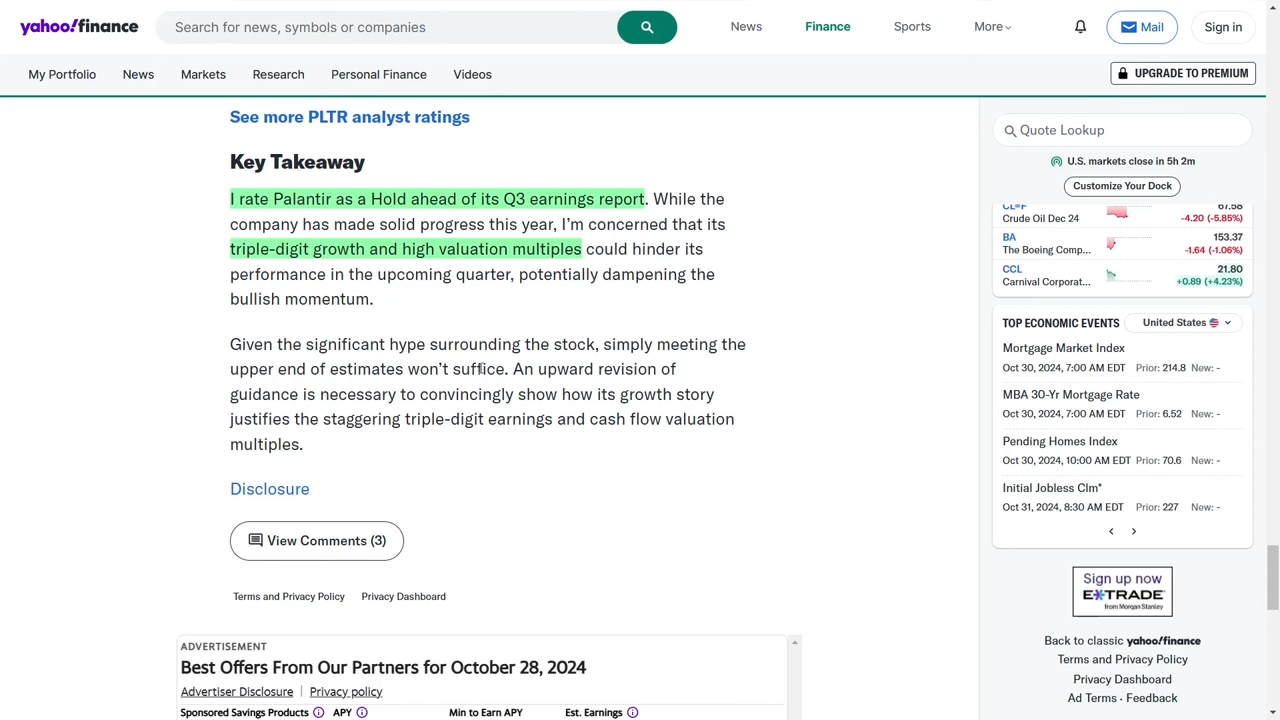 yahoo!finance
Search for news, symbols or companies
News
Finance
Sports
More
Mail
Sign in
My Portfolio
News
Markets
Research
Personal Finance
Videos
UPGRADE TO PREMIUM
See more PLTR analyst ratings
Key Takeaway
I rate Palantir as a Hold ahead of its Q3 earnings report. While the
company has made solid progress this year, I'm concerned that its
triple-digit growth and high valuation multiples could hinder its
performance in the upcoming quarter, potentially dampening the
bullish momentum.
Given the significant hype surrounding the stock, simply meeting the
upper end of estimates won't suffice. An upward revision of
guidance is necessary to convincingly show how its growth story
justifies the staggering triple-digit earnings and cash flow valuation
multiples.
Disclosure
View Comments (3)
Terms and Privacy Policy
Privacy Dashboard
ADVERTISEMENT
Best Offers From Our Partners for October 28, 2024
Advertiser Disclosure | Privacy policy
Sponsored Savings Products APY Min to Earn APY Est. Earnings
Quote Lookup
U.S. markets close in 5h 2m
Customize Your Dock
CL=F 67.58
Crude Oil Dec 24 -4.20 (-5.85%)
BA 153.37
The Boeing Comp... -1.64 (-1.06%)
CCL 21.80
Carnival Corporat... +0.89 (+4.23%)
TOP ECONOMIC EVENTS
United States
Mortgage Market Index
Oct 30, 2024, 7:00 AM EDT Prior: 214.8 New: -
MBA 30-Yr Mortgage Rate
Oct 30, 2024, 7:00 AM EDT Prior: 6.52 New: -
Pending Homes Index
Oct 30, 2024, 10:00 AM EDT Prior: 70.6 New: -
Initial Jobless Clm*
Oct 31, 2024, 8:30 AM EDT Prior: 227 New: -
Sign up now
E*TRADE
from Morgan Stanley
Back to classic yahoo!finance
Terms and Privacy Policy
Privacy Dashboard
Ad Terms · Feedback